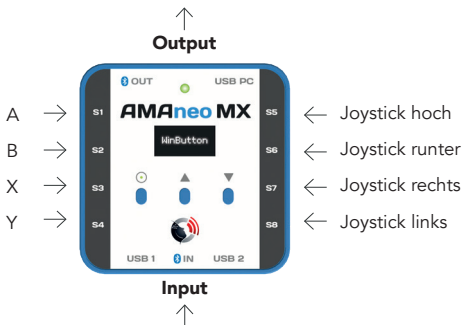 Output
OUT
USB PC
AMAneo MX
WinButton
A
S1
S5
Joystick hoch
B
S2
S6
Joystick runter
X
S3
S7
Joystick rechts
Y
S4
S8
Joystick links
USB 1
IN
USB 2
Input